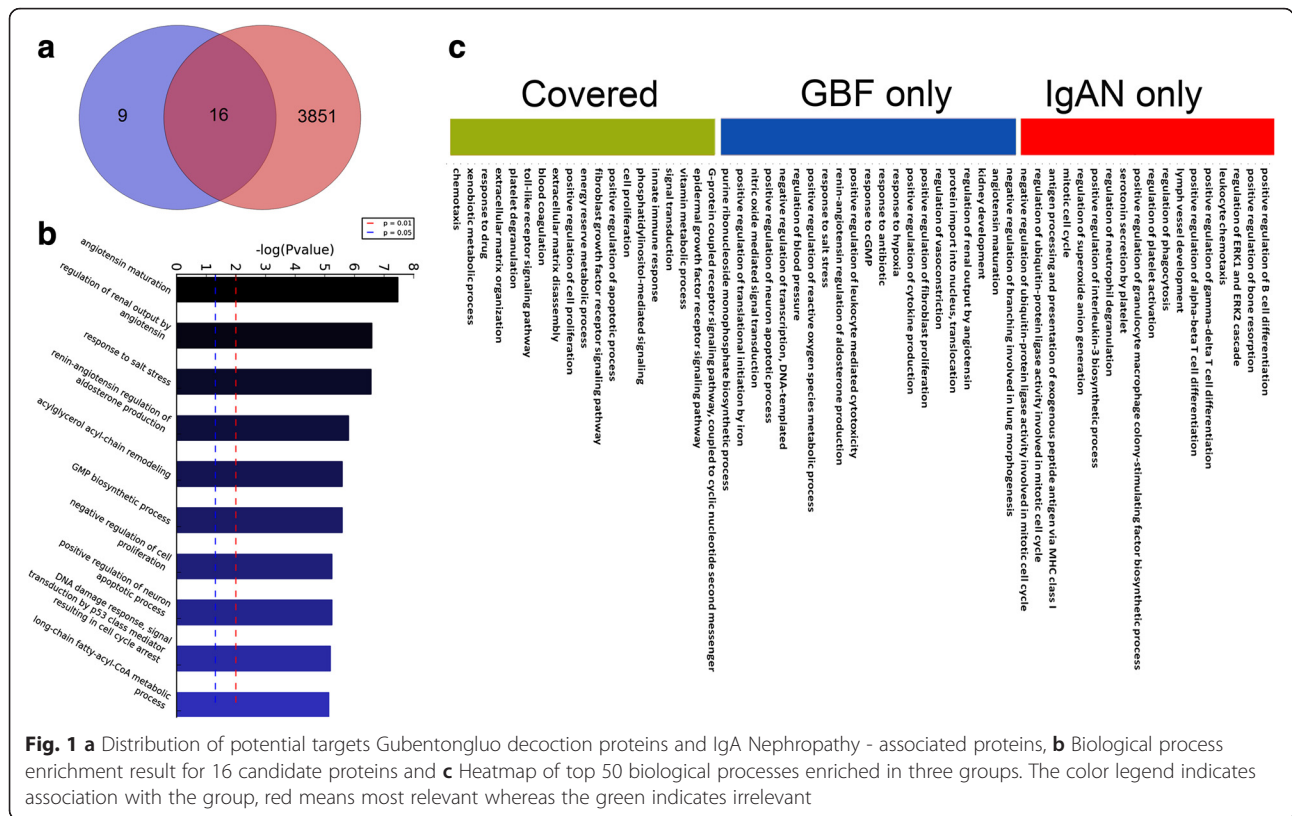 a
9
16
3851
b
p = 0.01
p = 0.05
-log(Pvalue)
0 1 2 3 4 5 6 7 8
angiotensin maturation
regulation of renal output by
angiotensin
response to salt stress
renin-angiotensin regulation of
aldosterone production
acylglycerol acyl-chain remodeling
GMP biosynthetic process
negative regulation of cell
proliferation
positive regulation of neuron
apoptotic process
DNA damage response, signal
transduction by p53 class mediator
resulting in cell cycle arrest
long-chain fatty-acyl-CoA metabolic
process
c
Covered
GBF only
IgAN only
chemotaxis
xenobiotic metabolic process
response to drug
extracellular matrix organization
platelet degranulation
toll-like receptor signaling pathway
blood coagulation
extracellular matrix disassembly
positive regulation of cell proliferation
energy reserve metabolic process
fibroblast growth factor receptor signaling pathway
positive regulation of apoptotic process
cell proliferation
phosphatidylinositol-mediated signaling
innate immune response
signal transduction
vitamin metabolic process
epidermal growth factor receptor signaling pathway
G-protein coupled receptor signaling pathway, coupled to cyclic nucleotide second messenger
purine ribonucleoside monophosphate biosynthetic process
positive regulation of translational initiation by iron
nitric oxide mediated signal transduction
positive regulation of neuron apoptotic process
negative regulation of transcription, DNA-templated
regulation of blood pressure
positive regulation of reactive oxygen species metabolic process
response to salt stress
renin-angiotensin regulation of aldosterone production
positive regulation of leukocyte mediated cytotoxicity
response to cGMP
response to antibiotic
response to hypoxia
positive regulation of cytokine production
positive regulation of fibroblast proliferation
regulation of vasoconstriction
protein import into nucleus, translocation
regulation of renal output by angiotensin
kidney development
angiotensin maturation
negative regulation of branching involved in lung morphogenesis
negative regulation of ubiquitin-protein ligase activity involved in mitotic cell cycle
regulation of ubiquitin-protein ligase activity involved in mitotic cell cycle
antigen processing and presentation of exogenous peptide antigen via MHC class I
mitotic cell cycle
regulation of superoxide anion generation
positive regulation of interleukin-3 biosynthetic process
regulation of neutrophil degranulation
serotonin secretion by platelet
positive regulation of granulocyte macrophage colony-stimulating factor biosynthetic process
regulation of platelet activation
regulation of phagocytosis
lymph vessel development
positive regulation of alpha-beta T cell differentiation
positive regulation of gamma-delta T cell differentiation
leukocyte chemotaxis
regulation of ERK1 and ERK2 cascade
positive regulation of bone resorption
positive regulation of B cell differentiation
Fig. 1 a Distribution of potential targets Gubentongluo decoction proteins and IgA Nephropathy - associated proteins, b Biological process
enrichment result for 16 candidate proteins and c Heatmap of top 50 biological processes enriched in three groups. The color legend indicates
association with the group, red means most relevant whereas the green indicates irrelevant